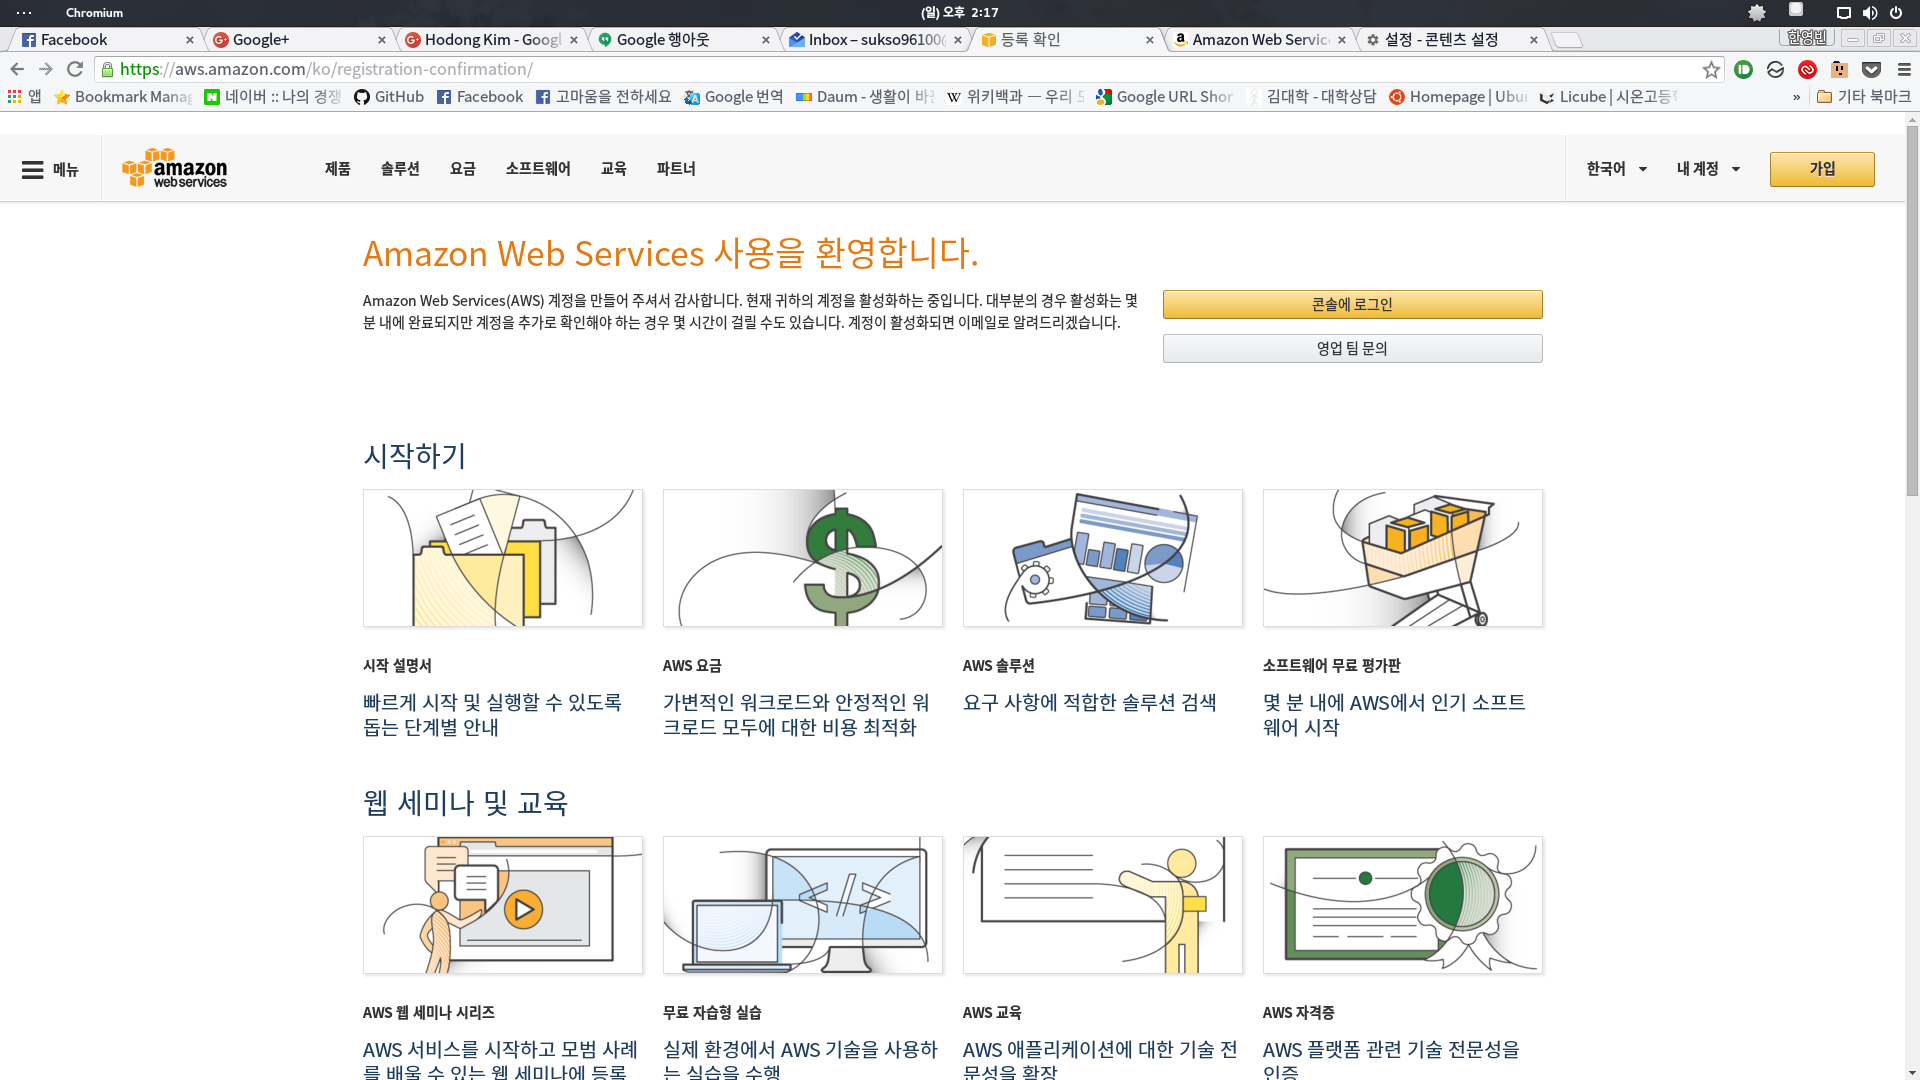 Chromium
(일) 오후 2:17
Facebook
Google+
Hodong Kim - Googl
Google 행아웃
Inbox – sukso96100@
등록 확인
Amazon Web Servic
설정 - 콘텐츠 설정
한영빈
https://aws.amazon.com/ko/registration-confirmation/
앱
Bookmark Manag
네이버 :: 나의 경쟁
GitHub
Facebook
고마움을 전하세요
Google 번역
Daum - 생활이 바
위키백과 — 우리
Google URL Shor
김대학 - 대학상담
Homepage | Ubu
Licube | 시온고등
»
기타 북마크
메뉴
amazon
web services
제품
솔루션
요금
소프트웨어
교육
파트너
한국어
내 계정
가입
Amazon Web Services 사용을 환영합니다.
Amazon Web Services(AWS) 계정을 만들어 주셔서 감사합니다. 현재 귀하의 계정을 활성화하는 중입니다. 대부분의 경우 활성화는 몇
분 내에 완료되지만 계정을 추가로 확인해야 하는 경우 몇 시간이 걸릴 수도 있습니다. 계정이 활성화되면 이메일로 알려드리겠습니다.
콘솔에 로그인
영업 팀 문의
시작하기
시작 설명서
빠르게 시작 및 실행할 수 있도록
돕는 단계별 안내
AWS 요금
가변적인 워크로드와 안정적인 워
크로드 모두에 대한 비용 최적화
AWS 솔루션
요구 사항에 적합한 솔루션 검색
소프트웨어 무료 평가판
몇 분 내에 AWS에서 인기 소프트
웨어 시작
웹 세미나 및 교육
AWS 웹 세미나 시리즈
AWS 서비스를 시작하고 모범 사례
를 배울 수 있는 웹 세미나에 등록
무료 자습형 실습
실제 환경에서 AWS 기술을 사용하
는 실습을 수행
AWS 교육
AWS 애플리케이션에 대한 기술 전
문성을 확장
AWS 자격증
AWS 플랫폼 관련 기술 전문성을
인증